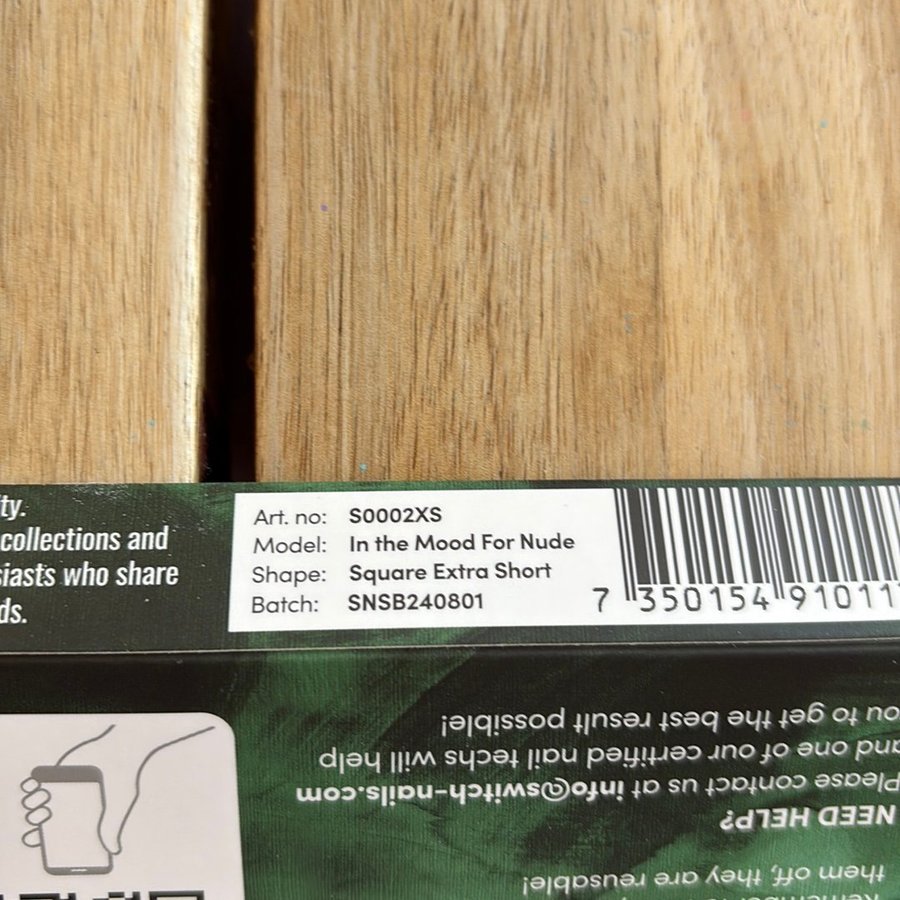 ty.
collections and
siasts who share
ds.
Art. no: S0002XS
Model: In the Mood For Nude
Shape: Square Extra Short
Batch: SNSB240801
7 350154 91011
NEED HELP?
Please contact us at info@switch-nails.com
and one of our certified nail techs will help
you to get the best result possible!
them off, they are reusable!